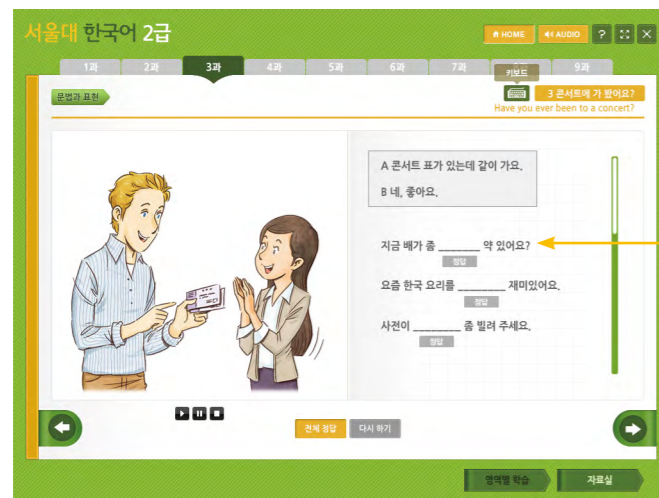 서울대 한국어 2급
HOME AUDIO ?
1과 2과 3과 4과 5과 6과 7과 9과
키보드
문법과 표현
3 콘서트에 가 봤어요?
Have you ever been to a concert?
A 콘서트 표가 있는데 같이 가요.
B 네, 좋아요.
지금 배가 좀 _______ 약 있어요?
정답
요즘 한국 요리를 ________ 재미있어요.
정답
사전이 ________ 좀 빌려 주세요.
정답
전체 정답 다시 하기
영역별 학습 자료실